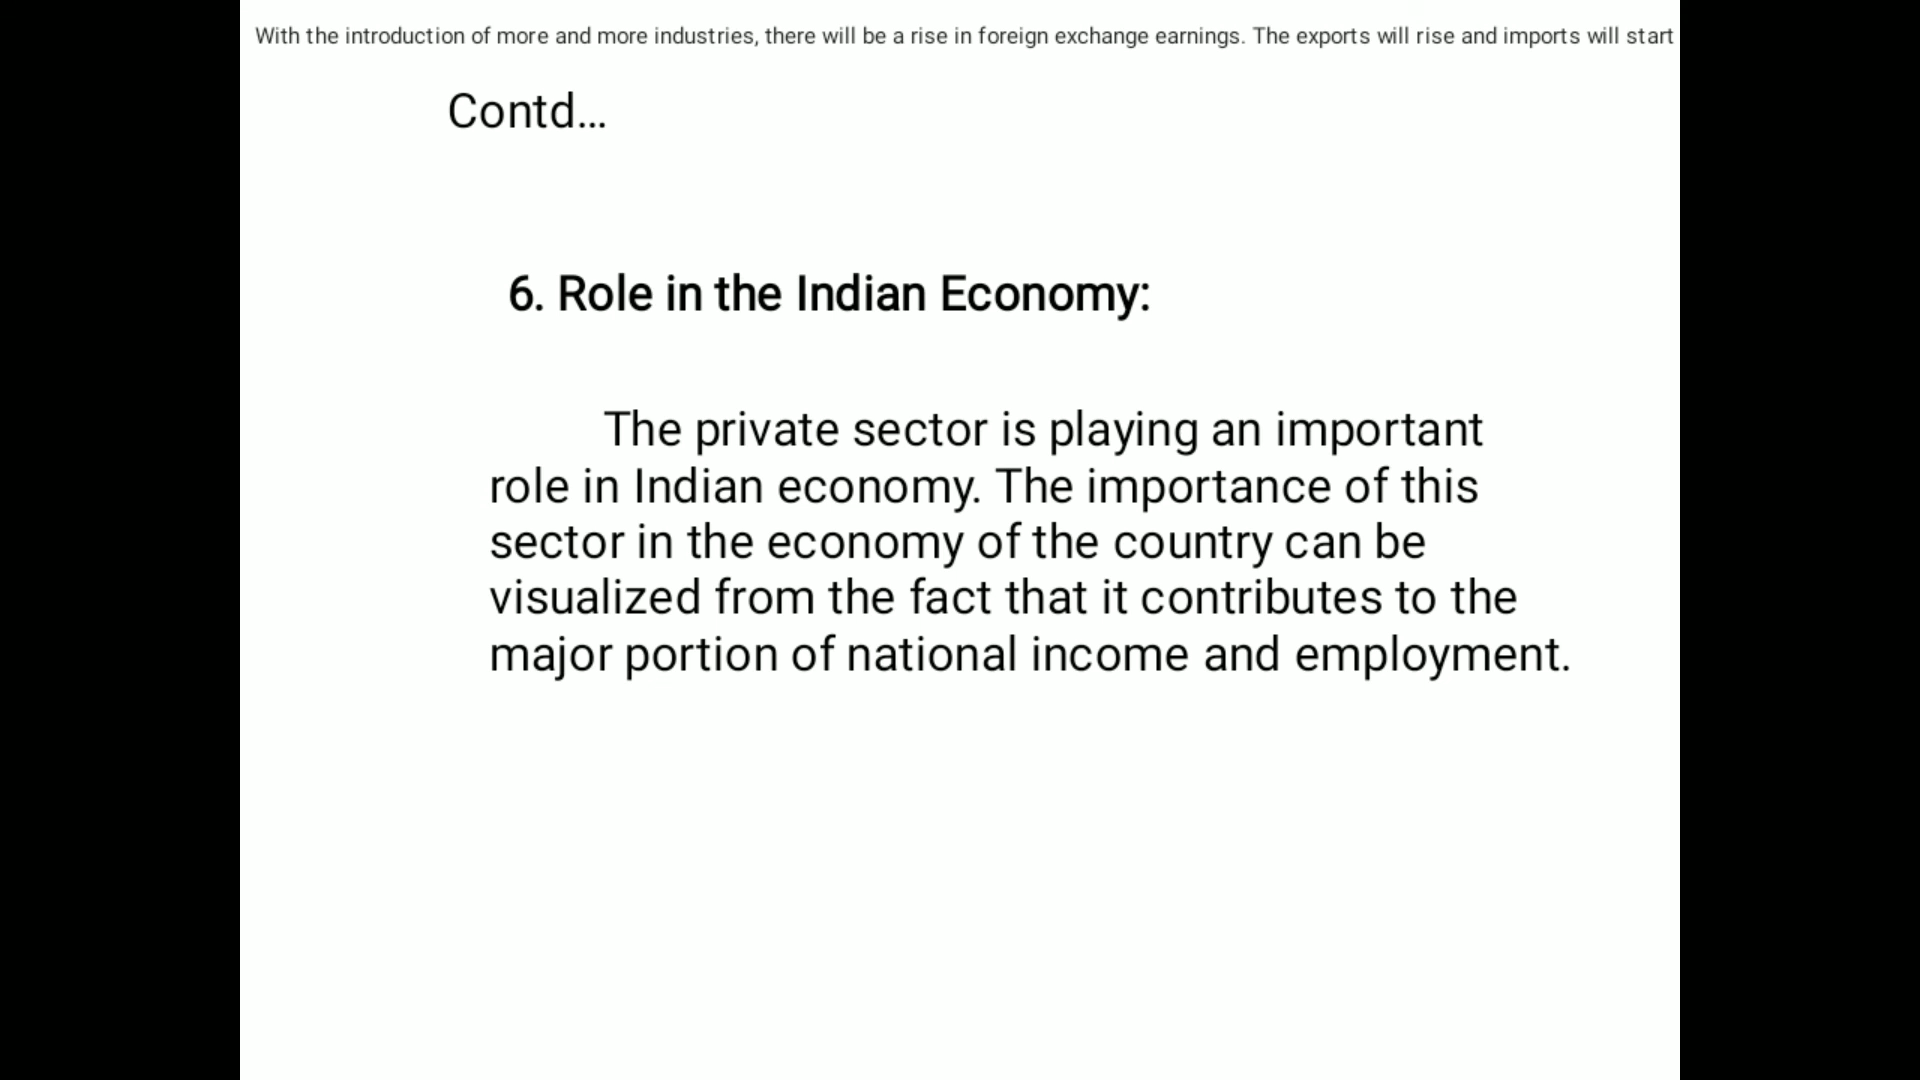 With the introduction of more and more industries, there will be a rise in foreign exchange earnings. The exports will rise and imports will start
Contd...
6. Role in the Indian Economy:
The private sector is playing an important
role in Indian economy. The importance of this
sector in the economy of the country can be
visualized from the fact that it contributes to the
major portion of national income and employment.